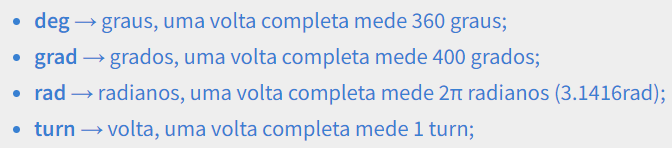 • deg → graus, uma volta completa mede 360 graus;
• grad → grados, uma volta completa mede 400 grados;
• rad → radianos, uma volta completa mede 2π radianos (3.1416rad);
• turn → volta, uma volta completa mede 1 turn;